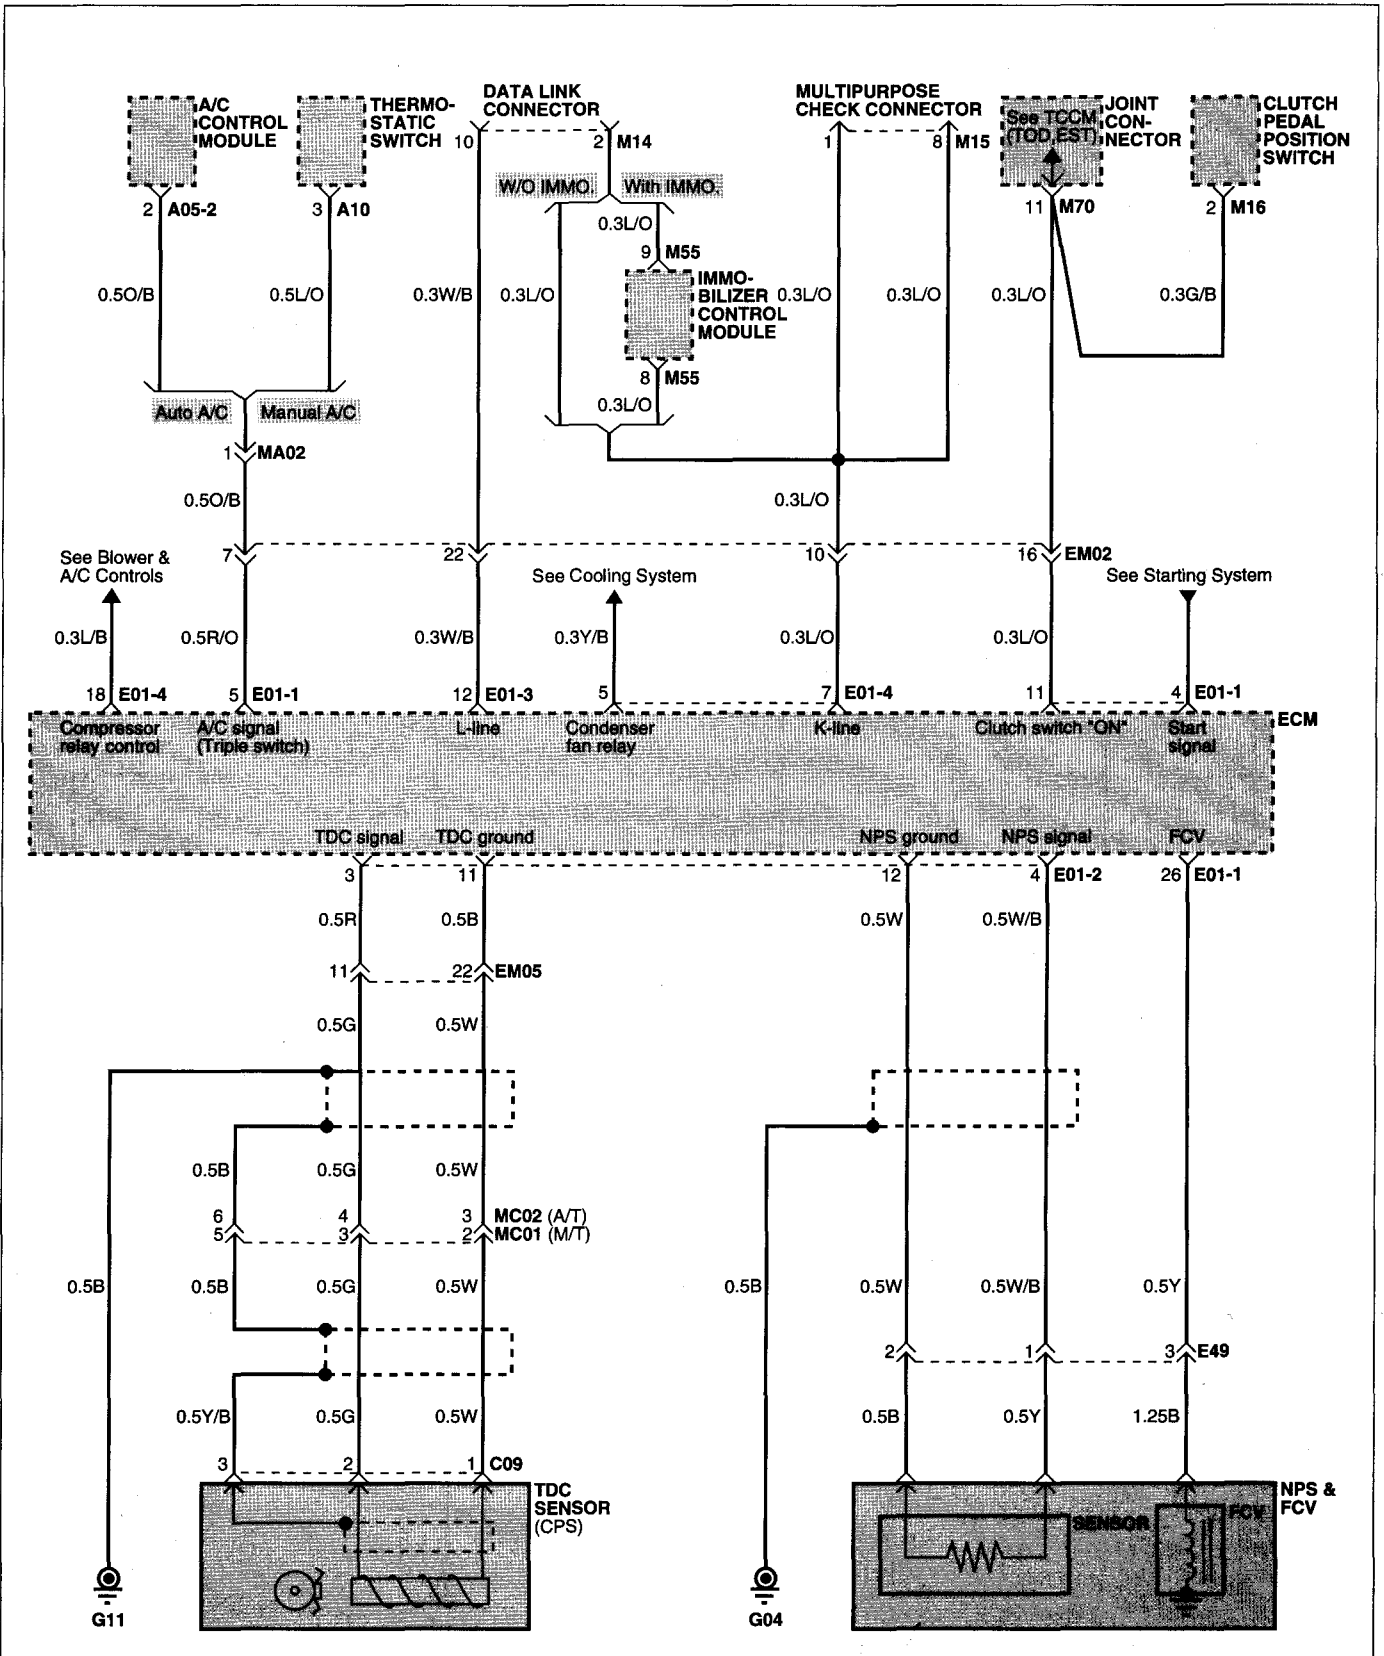 A/C
CONTROL
MODULE
THERMO-
STATIC
SWITCH
DATA LINK
CONNECTOR
MULTIPURPOSE
CHECK CONNECTOR
See TCCM
(TOD,EST)
JOINT
CON-
NECTOR
CLUTCH
PEDAL
POSITION
SWITCH
10
2 M14
1
8 M15
W/O IMMO.
With IMMO.
2 A05-2
3 A10
11 M70
2 M16
0.3L/O
9 M55
IMMO-
BILIZER
CONTROL
MODULE
0.5O/B
0.5L/O
0.3W/B
0.3L/O
0.3L/O
0.3L/O
0.3L/O
0.3G/B
8 M55
0.3L/O
Auto A/C
Manual A/C
1 MA02
0.5O/B
0.3L/O
7
22
10
16 EM02
See Blower &
A/C Controls
See Cooling System
See Starting System
0.3L/B
0.5R/O
0.3W/B
0.3Y/B
0.3L/O
0.3L/O
18 E01-4
5 E01-1
12 E01-3
5
7 E01-4
11
4 E01-1
ECM
Compressor
relay control
A/C signal
(Triple switch)
L-line
Condenser
fan relay
K-line
Clutch switch "ON"
Start
signal
TDC signal
TDC ground
NPS ground
NPS signal
FCV
3
11
12
4 E01-2
26 E01-1
0.5R
0.5B
0.5W
0.5W/B
11
22 EM05
0.5G
0.5W
0.5B
0.5G
0.5W
6
4
3 MC02 (A/T)
5
3
2 MC01 (M/T)
0.5B
0.5B
0.5G
0.5W
0.5B
0.5W
0.5W/B
0.5Y
2
1
3 E49
0.5Y/B
0.5G
0.5W
0.5B
0.5Y
1.25B
3
2
1 C09
TDC
SENSOR
(CPS)
SENSOR
FCV
NPS &
FCV
G11
G04